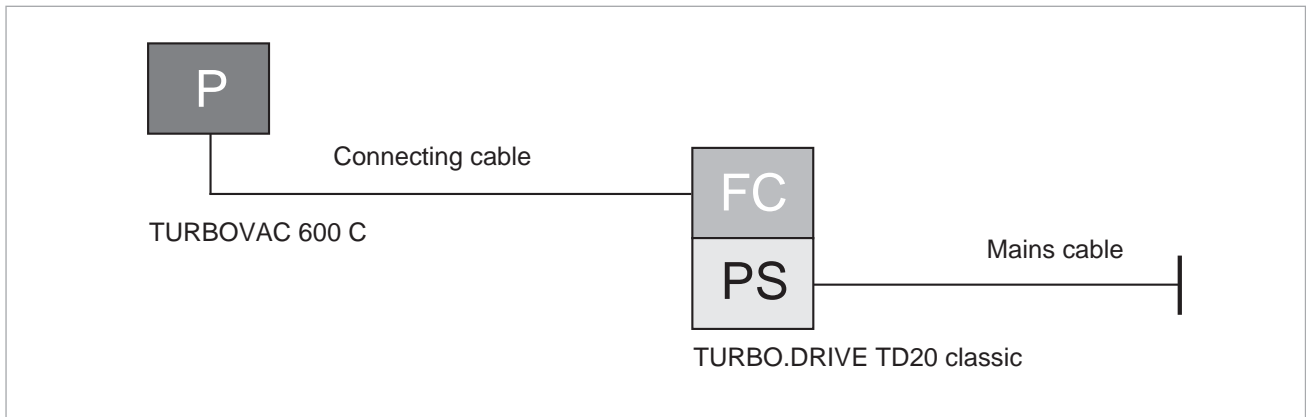 P
Connecting cable
FC
TURBOVAC 600 C
Mains cable
PS
TURBO.DRIVE TD20 classic